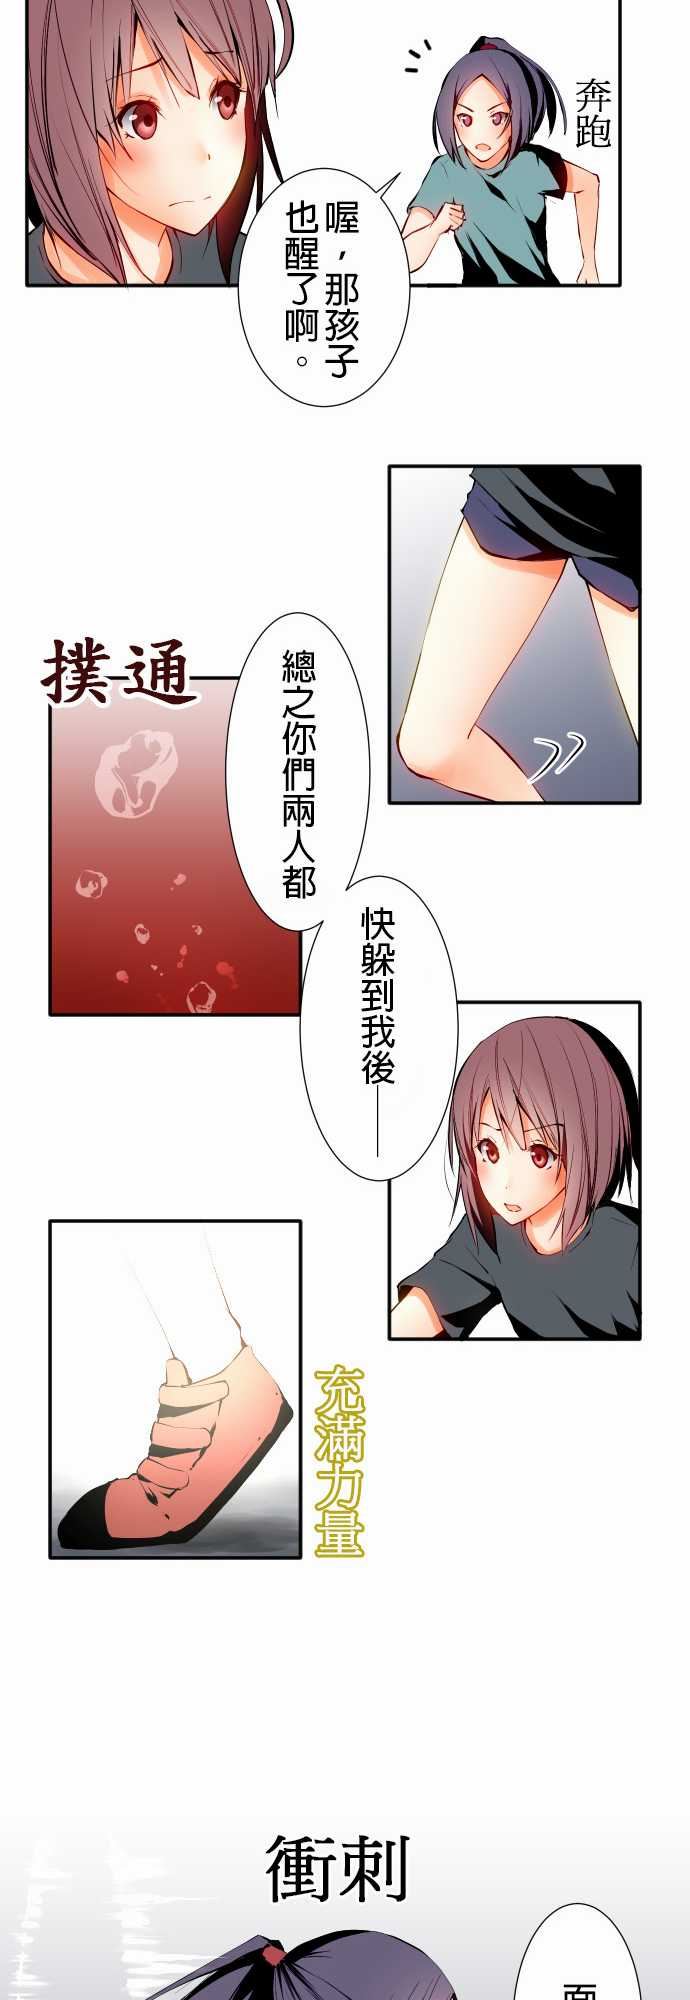 奔跑
喔，那孩子
也醒了啊。
撲通
總之你們兩人都
快躲到我後—
充滿力量
衝刺